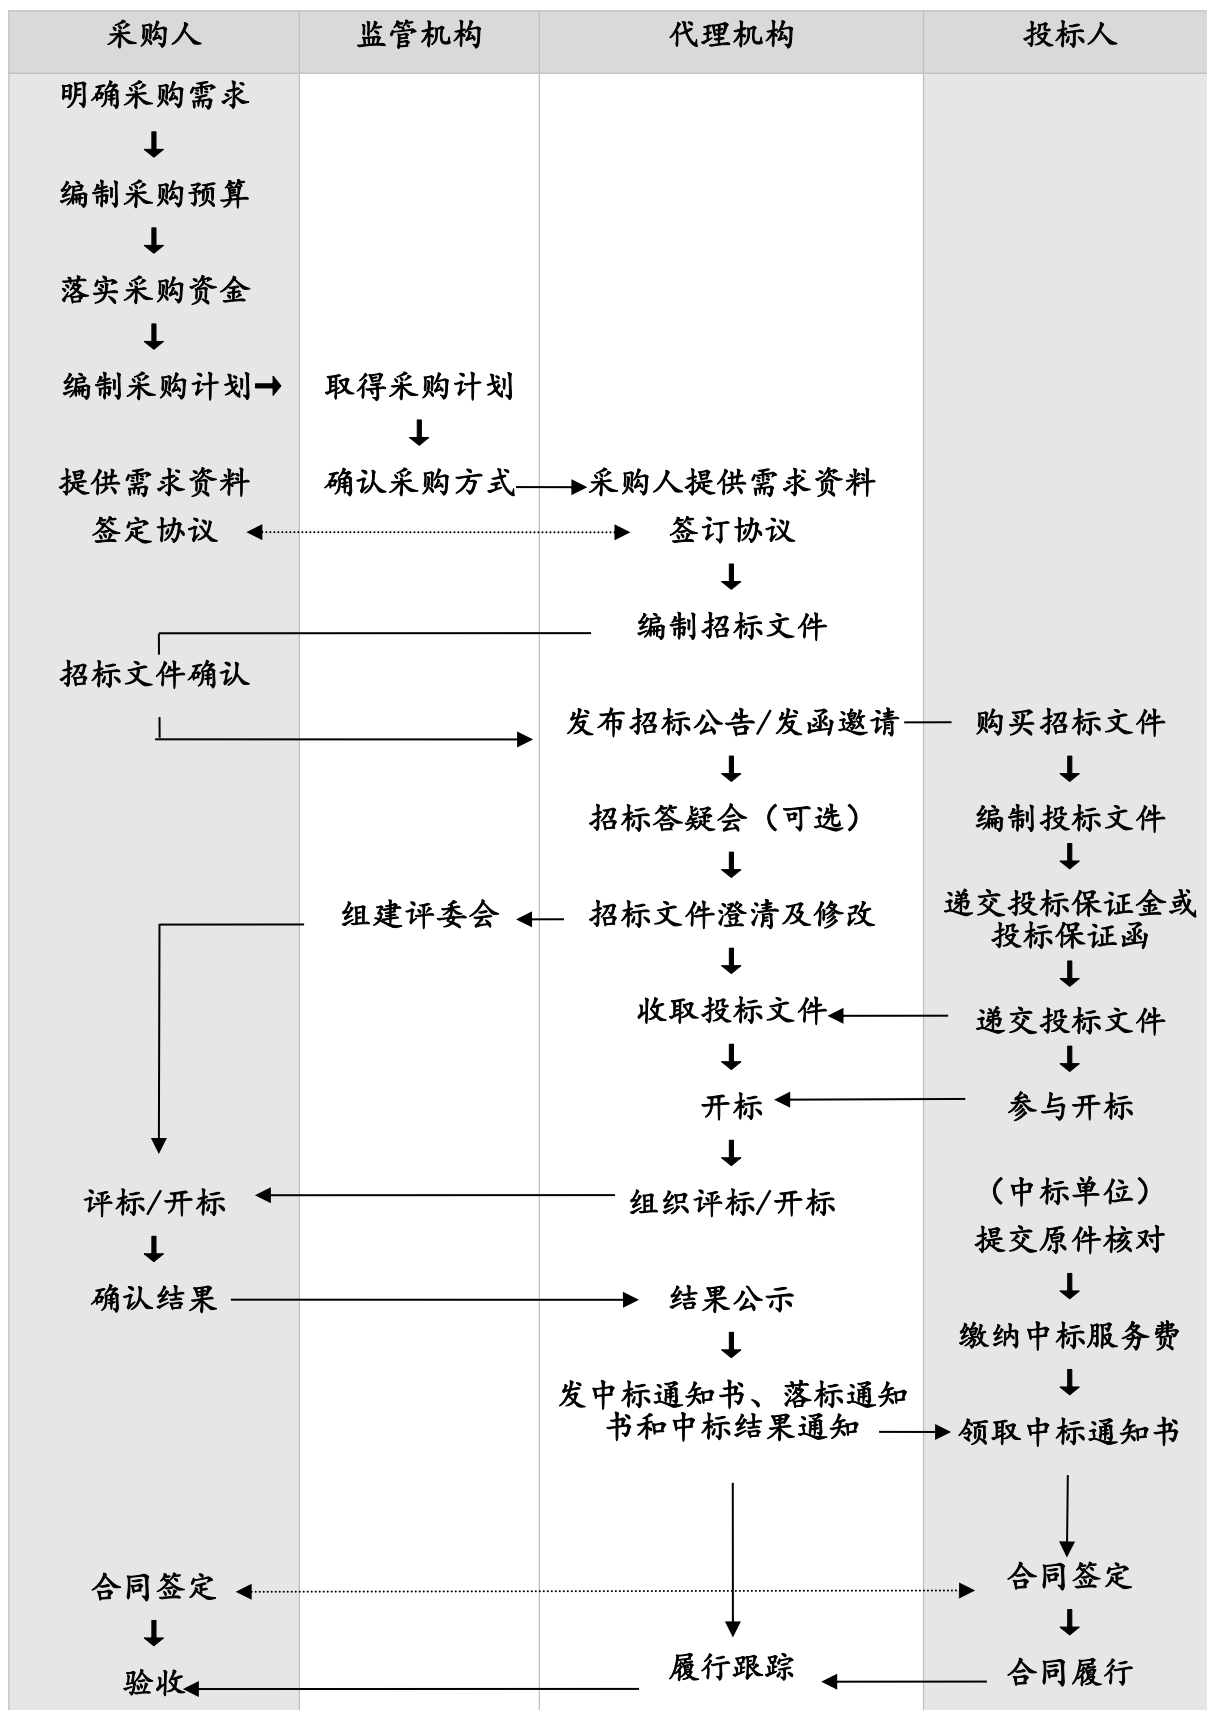 采购人 监管机构 代理机构 投标人
明确采购需求
编制采购预算
落实采购资金
编制采购计划 取得采购计划
提供需求资料 确认采购方式 采购人提供需求资料
签定协议 签订协议
编制招标文件
招标文件确认
发布招标公告/发函邀请 购买招标文件
招标答疑会（可选） 编制投标文件
组建评委会 招标文件澄清及修改 递交投标保证金或
投标保证函
收取投标文件 递交投标文件
开标 参与开标
评标/开标 组织评标/开标 （中标单位）
提交原件核对
确认结果 结果公示
缴纳中标服务费
发中标通知书、落标通知
书和中标结果通知 领取中标通知书
合同签定 合同签定
验收 履行跟踪 合同履行